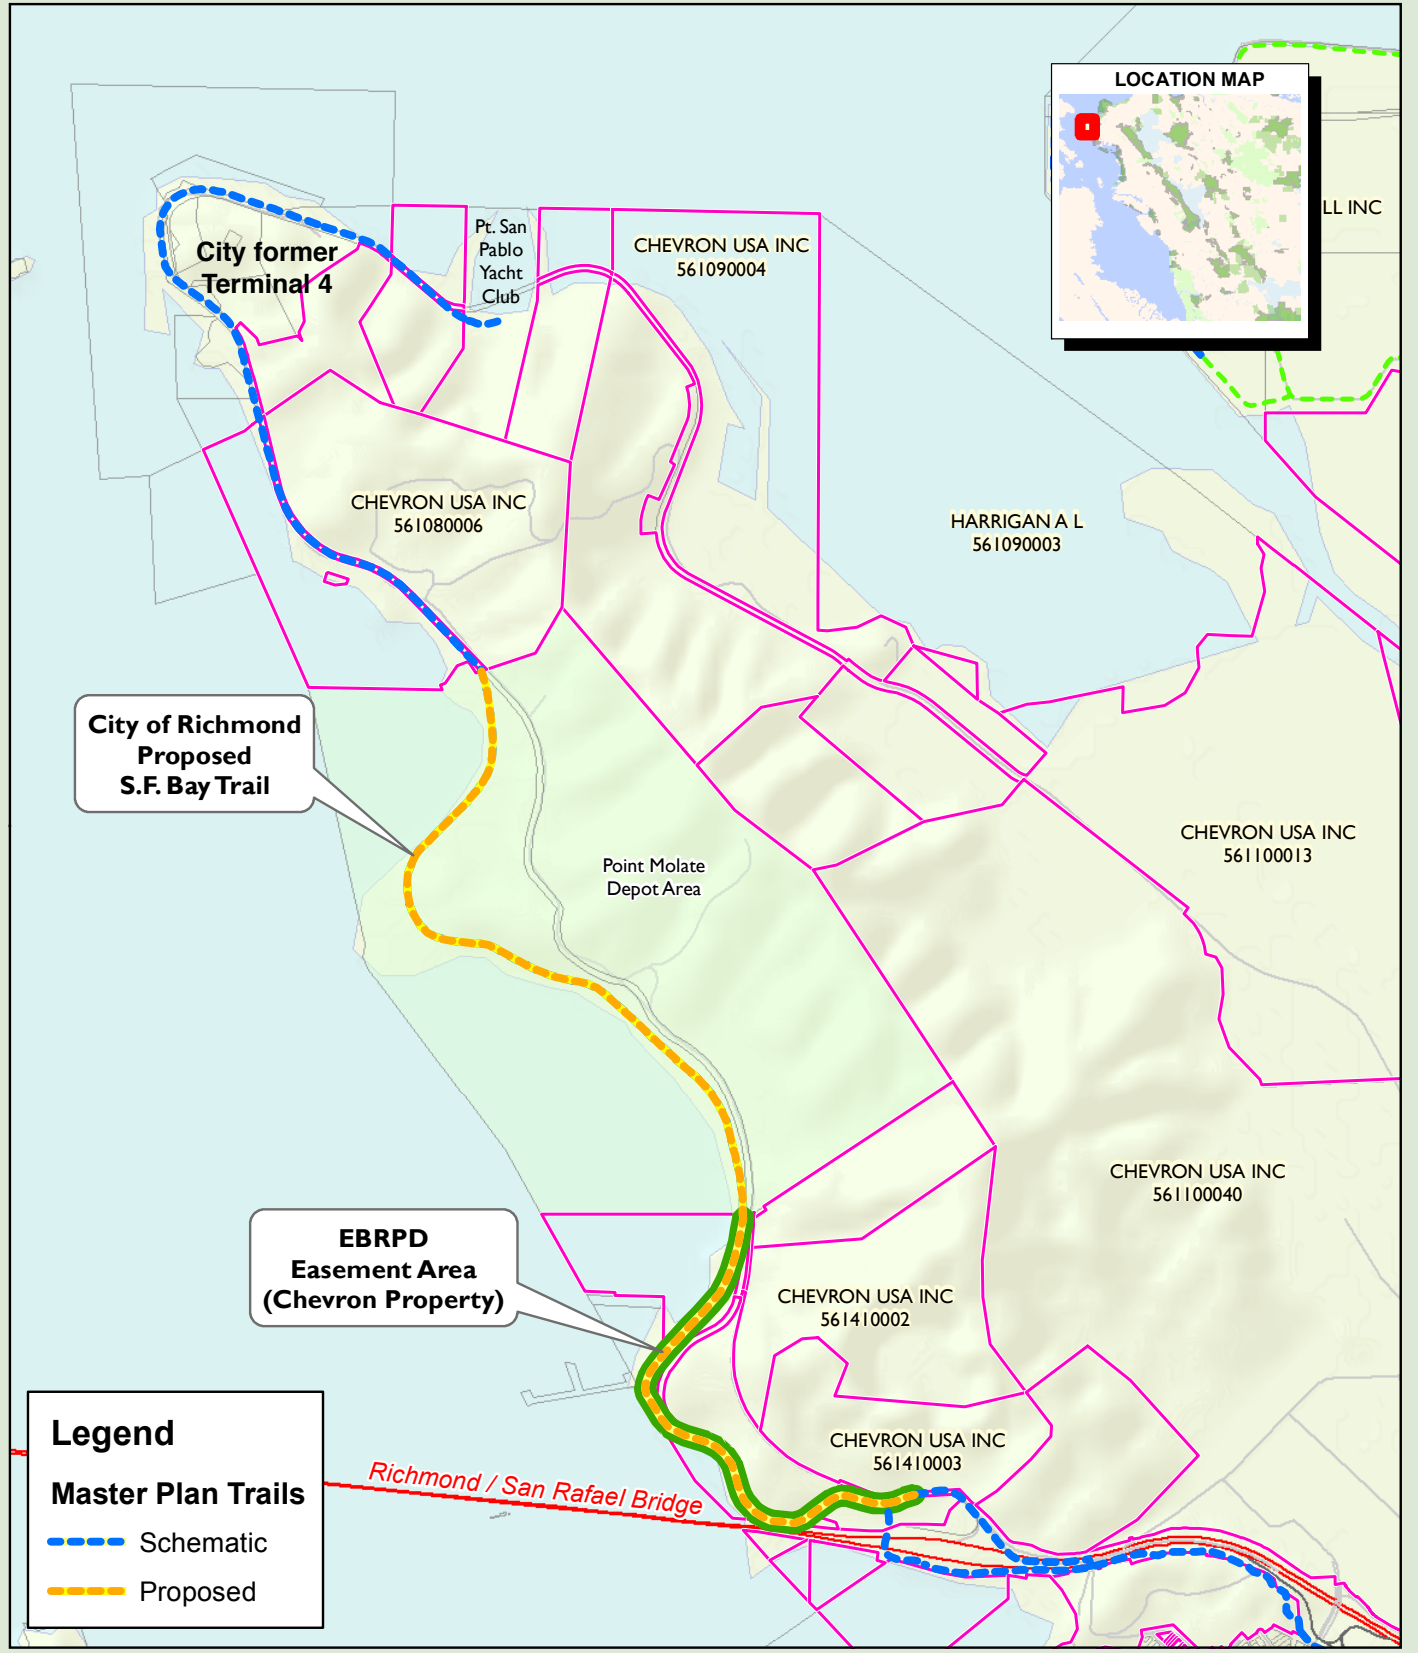 LOCATION MAP
LL INC
City former
Terminal 4
Pt. San
Pablo
Yacht
Club
CHEVRON USA INC
561090004
CHEVRON USA INC
561080006
HARRIGAN A L
561090003
City of Richmond
Proposed
S.F. Bay Trail
Point Molate
Depot Area
CHEVRON USA INC
561100013
CHEVRON USA INC
561100040
EBRPD
Easement Area
(Chevron Property)
CHEVRON USA INC
561410002
CHEVRON USA INC
561410003
Richmond / San Rafael Bridge
Legend
Master Plan Trails
Schematic
Proposed